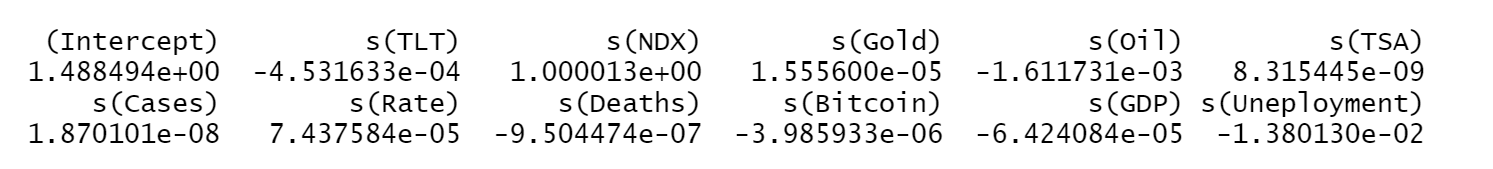 (Intercept) s(TLT) s(NDX) s(Gold) s(Oil) s(TSA)
1.488494e+00 -4.531633e-04 1.000013e+00 1.555600e-05 -1.611731e-03 8.315445e-09
s(Cases) s(Rate) s(Deaths) s(Bitcoin) s(GDP) s(Uneployment)
1.870101e-08 7.437584e-05 -9.504474e-07 -3.985933e-06 -6.424084e-05 -1.380130e-02